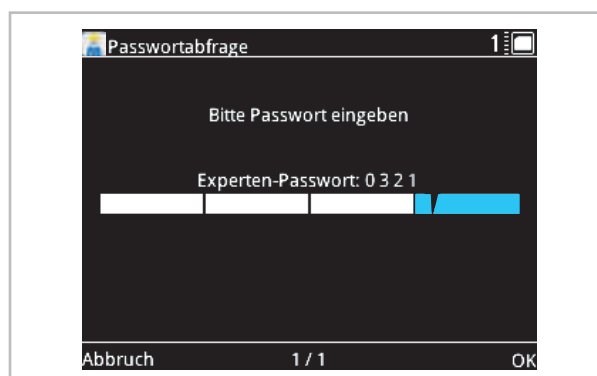 Passwortabfrage 1
Bitte Passwort eingeben
Experten-Passwort: 0 3 2 1
Abbruch 1 / 1 OK